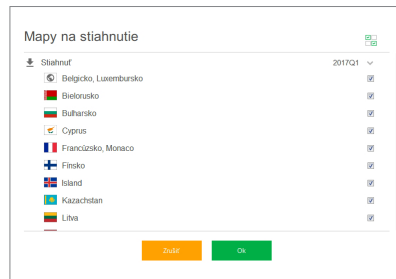 Mapy na stiahnutie
Stiahnuť 2017Q1
Belgicko, Luxembursko
Bielorusko
Bulharsko
Cyprus
Francúzsko, Monaco
Fínsko
Island
Kazachstan
Litva
Zrušiť Ok